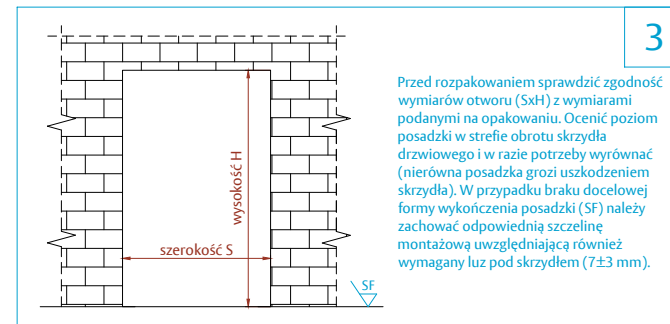 3
Przed rozpakowaniem sprawdzić zgodność
wymiarów otworu (SxH) z wymiarami
podanymi na opakowaniu. Ocenić poziom
posadzki w strefie obrotu skrzydła
drzwiowego i w razie potrzeby wyrównać
(nierówna posadzka grozi uszkodzeniem
skrzydła). W przypadku braku docelowej
formy wykończenia posadzki (SF) należy
zachować odpowiednią szczelinę
montażową uwzględniającą również
wymagany luz pod skrzydłem (7±3 mm).
wysokość H
szerokość S
SF